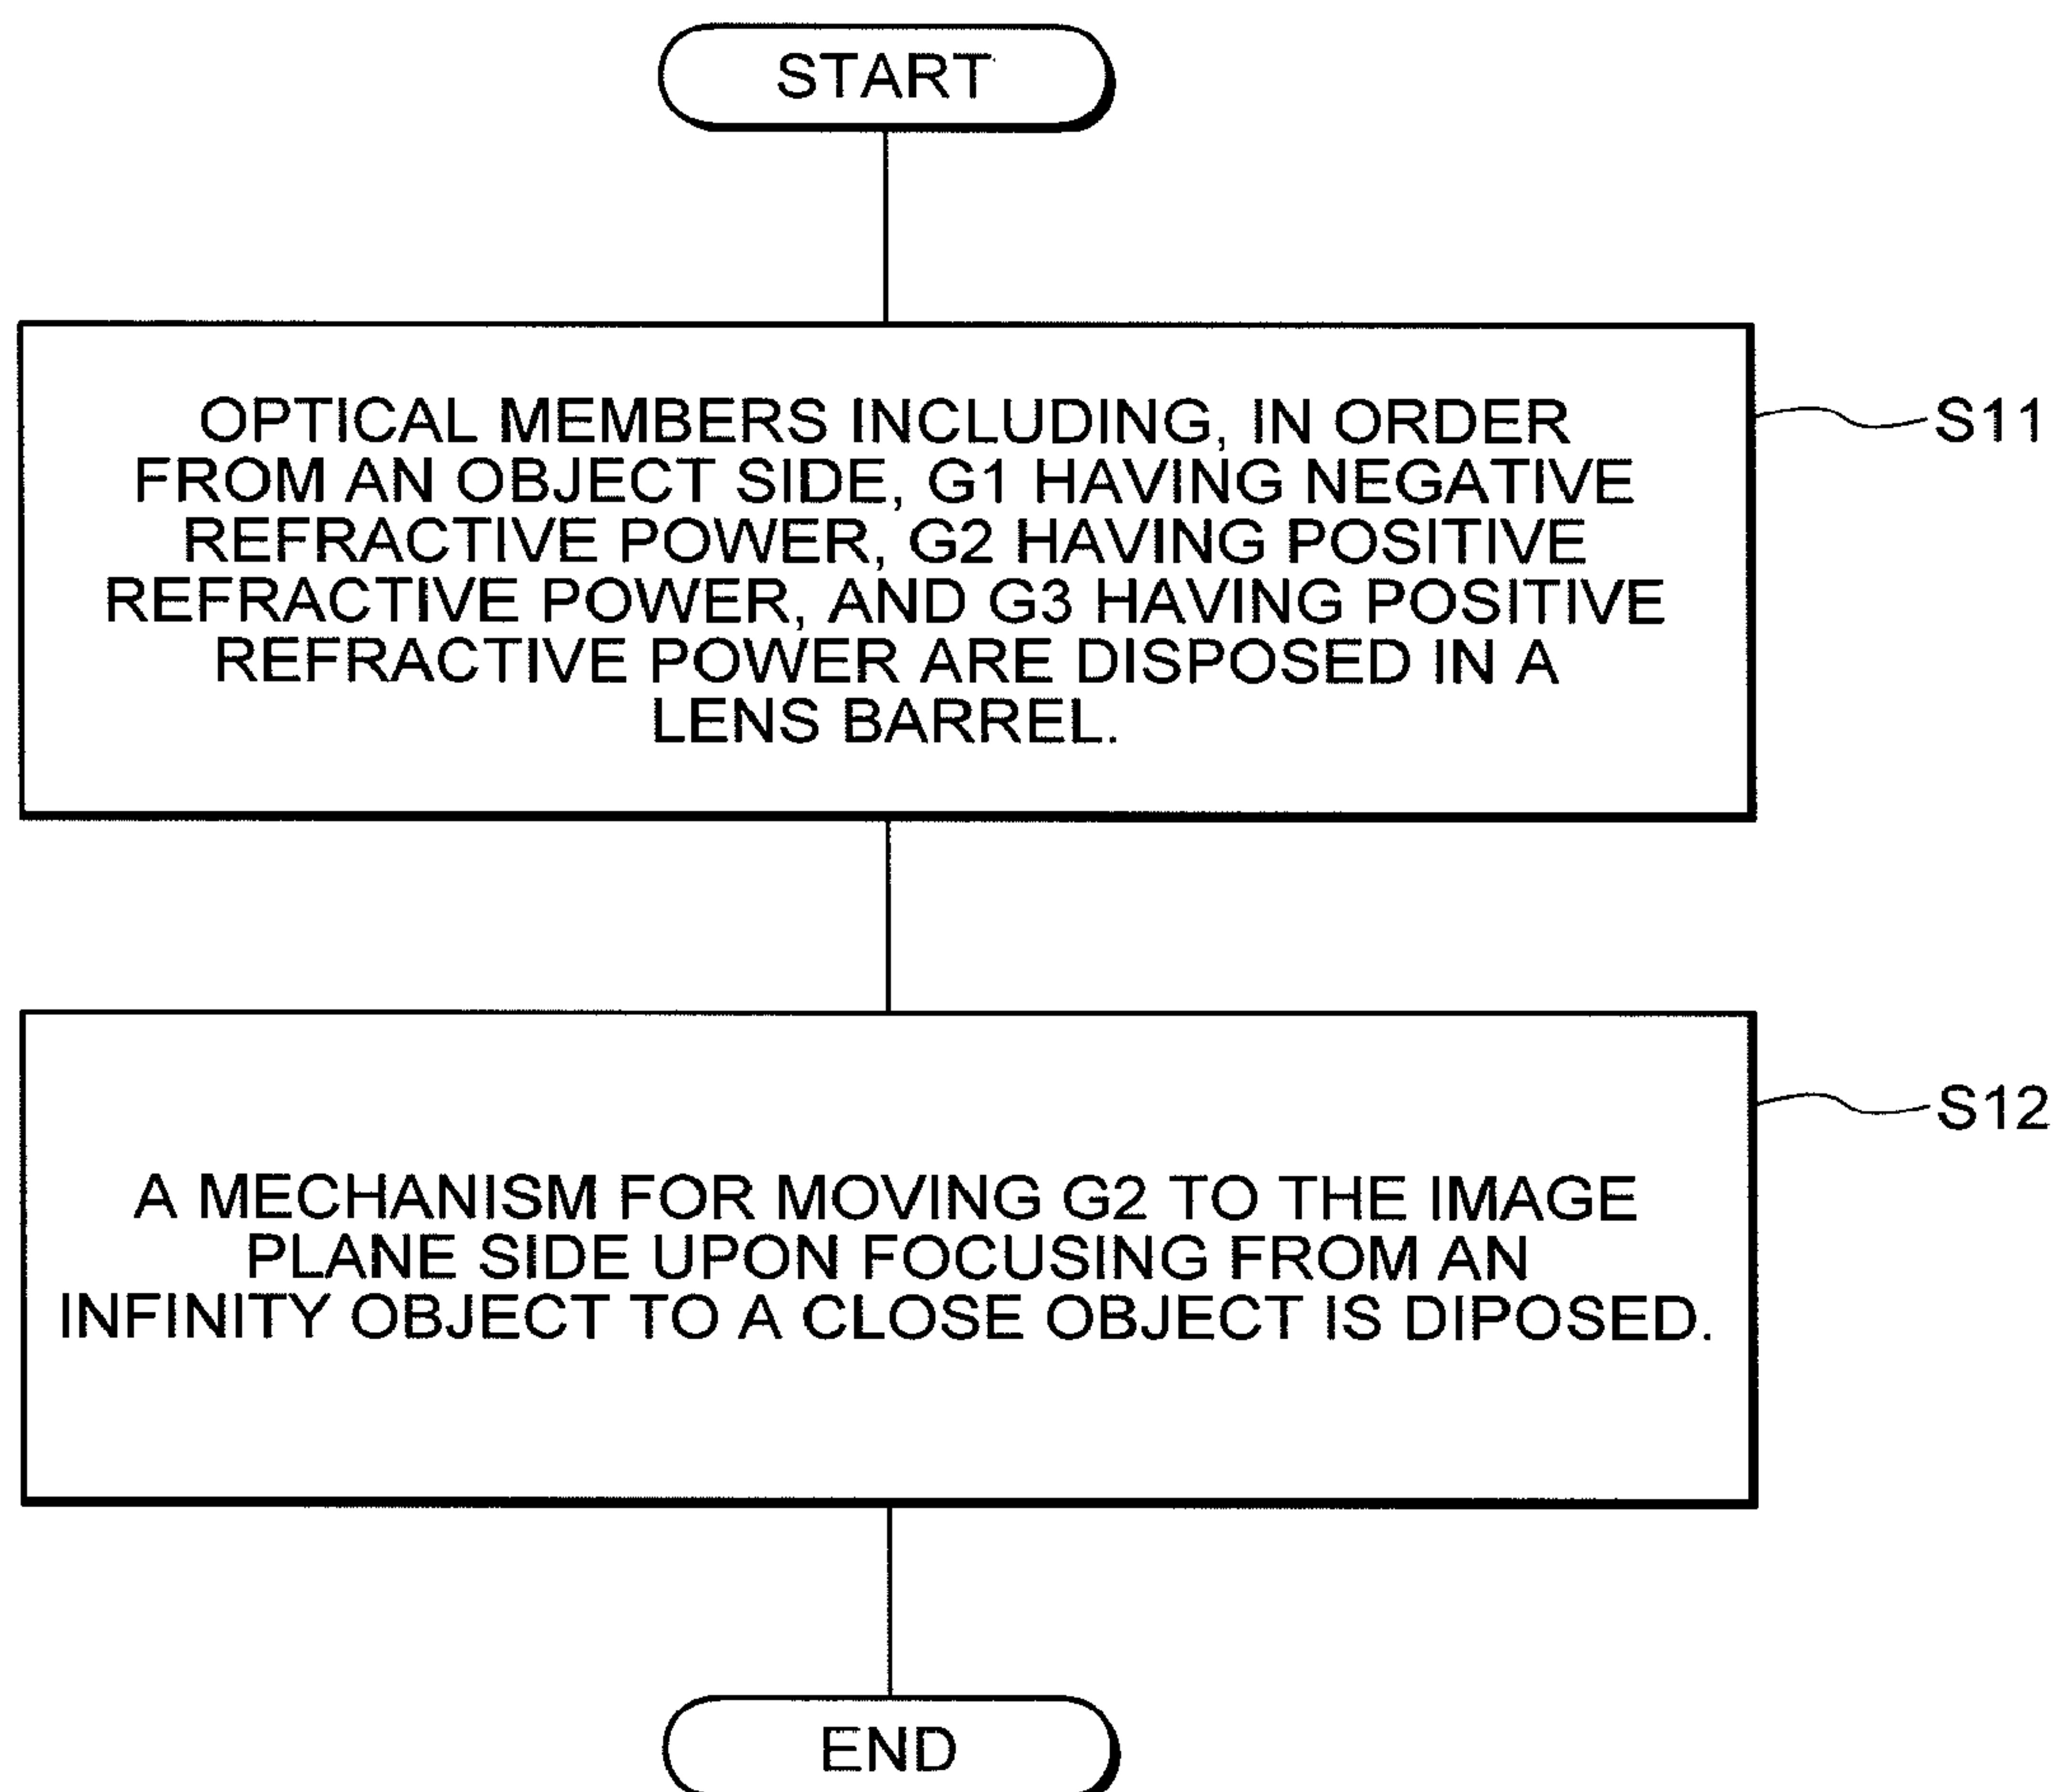 START
OPTICAL MEMBERS INCLUDING, IN ORDER
FROM AN OBJECT SIDE, G1 HAVING NEGATIVE
REFRACTIVE POWER, G2 HAVING POSITIVE
REFRACTIVE POWER, AND G3 HAVING POSITIVE
REFRACTIVE POWER ARE DISPOSED IN A
LENS BARREL.
S11
A MECHANISM FOR MOVING G2 TO THE IMAGE
PLANE SIDE UPON FOCUSING FROM AN
INFINITY OBJECT TO A CLOSE OBJECT IS DIPOSED.
S12
END